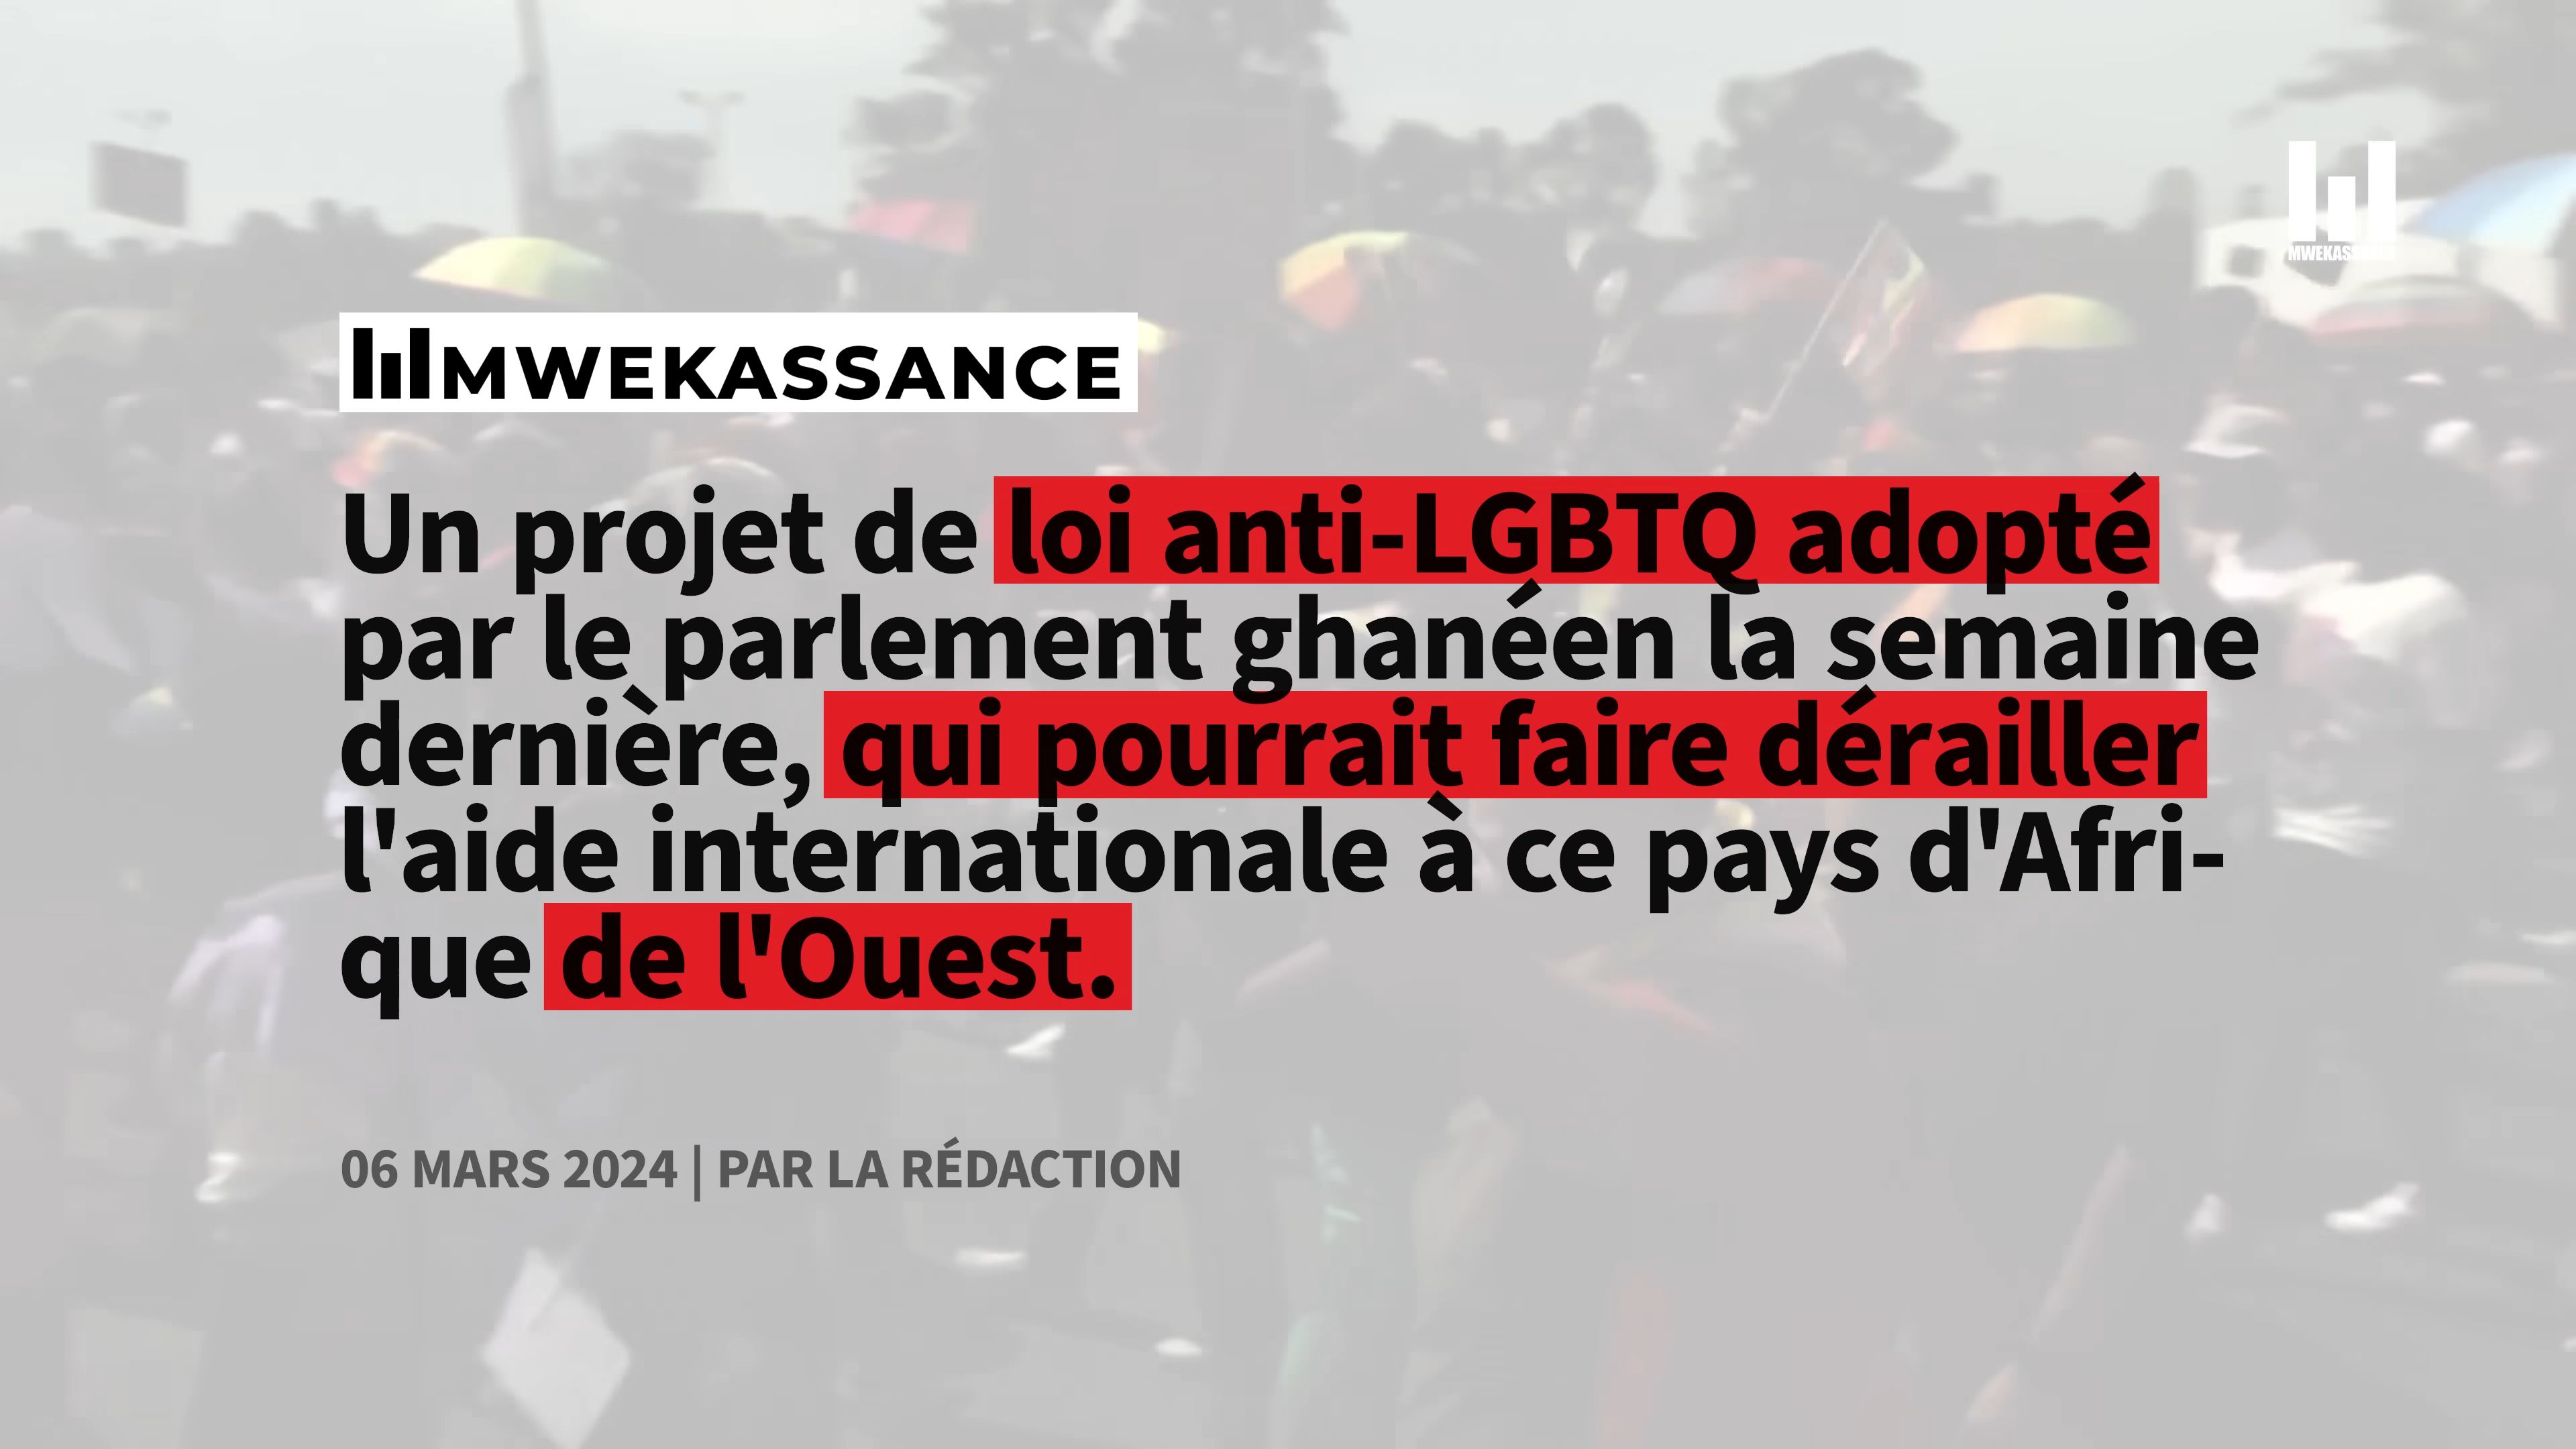 MWEKASSANCE
Un projet de loi anti-LGBTQ adopté
par le parlement ghanéen la semaine
dernière, qui pourrait faire dérailler
l'aide internationale à ce pays d'Afri-
que de l'Ouest.
06 MARS 2024 | PAR LA RÉDACTION